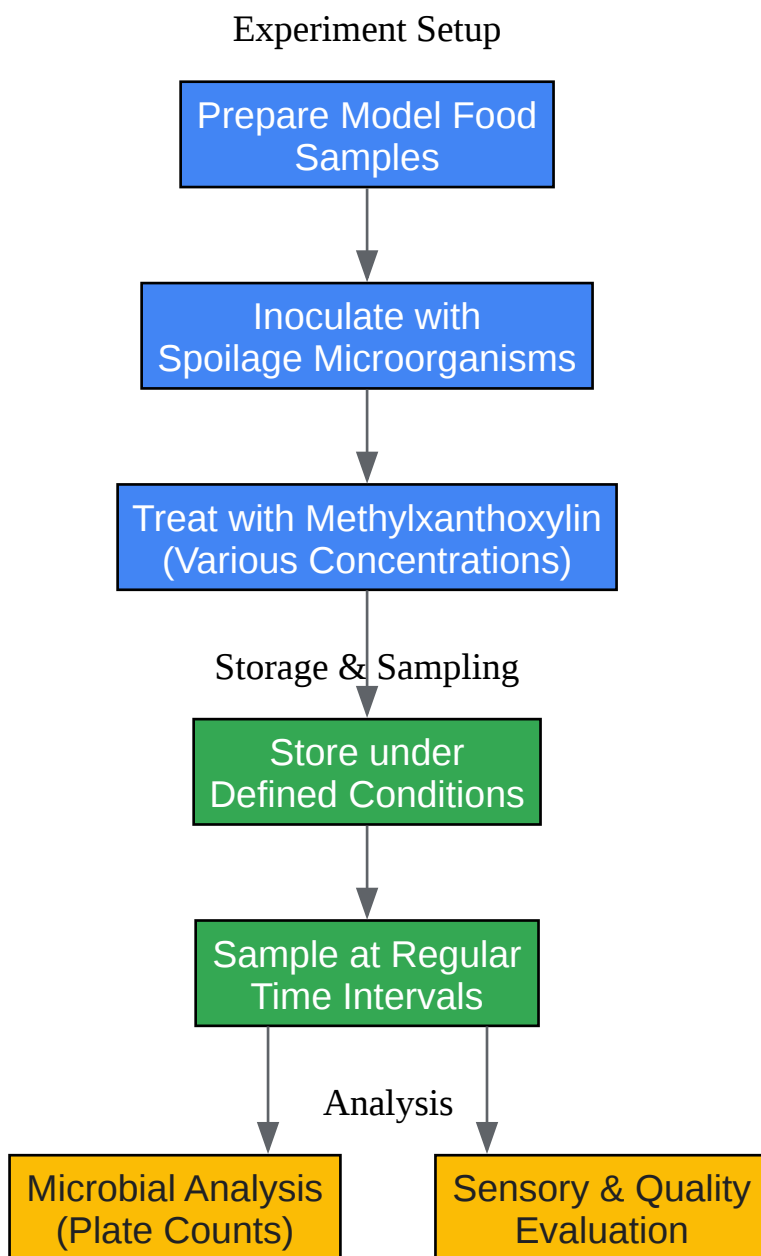 Experiment Setup
Prepare Model Food
Samples
Inoculate with
Spoilage Microorganisms
Treat with Methylxanthoxylin
(Various Concentrations)
Storage & Sampling
Store under
Defined Conditions
Sample at Regular
Time Intervals
Analysis
Microbial Analysis
(Plate Counts)
Sensory & Quality
Evaluation